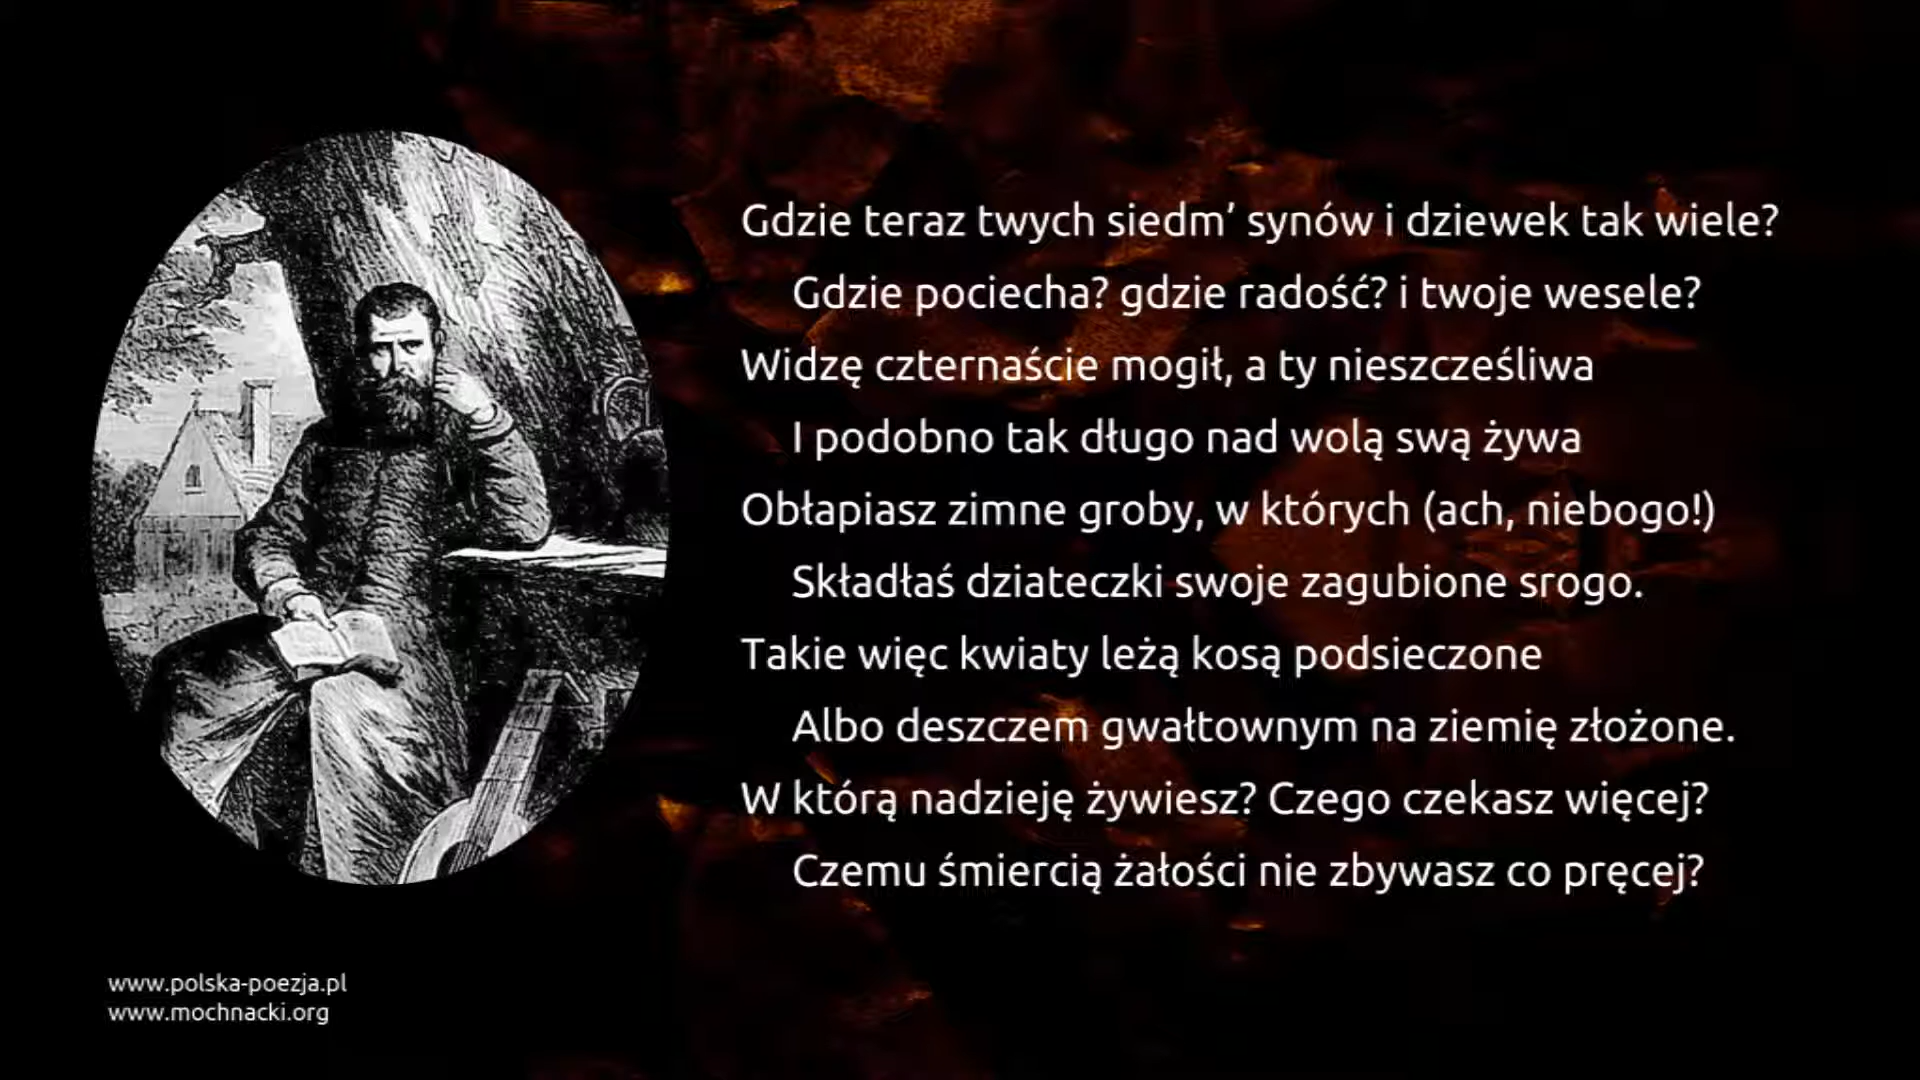 Gdzie teraz twych siedm’ synów i dziewek tak wiele?
Gdzie pociecha? gdzie radość? i twoje wesele?
Widzę czternaście mogił, a ty nieszcześliwa
I podobno tak długo nad wolą swą żywa
Obłapiasz zimne groby, w których (ach, niebogo!)
Składłaś dziateczki swoje zagubione srogo.
Takie więc kwiaty leżą kosą podsieczone
Albo deszczem gwałtownym na ziemię złożone.
W którą nadzieję żywiesz? Czego czekasz więcej?
Czemu śmiercią żałości nie zbywasz co pręcej?
www.polska-poezja.pl
www.mochnacki.org